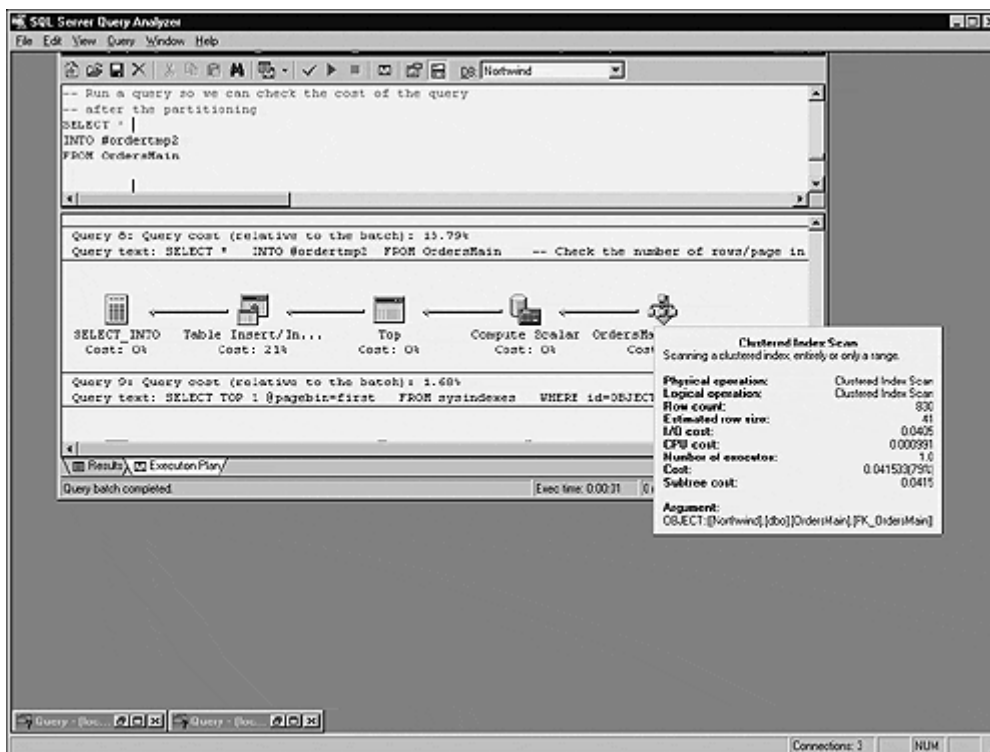 SQL Server Query Analyzer
File Edit View Query Window Help
DB: Northwind
-- Run a query so we can check the cost of the query
-- after the partitioning
SELECT *
INTO #ordertmp2
FROM OrdersMain
Query 8: Query cost (relative to the batch): 15.79%
Query text: SELECT * INTO #ordertmp2 FROM OrdersMain -- Check the number of rows/page in
SELECT_INTO
Cost: 0%
Table Insert/In...
Cost: 21%
Top
Cost: 0%
Compute Scalar
Cost: 0%
OrdersMa
Cos
Query 9: Query cost (relative to the batch): 1.68%
Query text: SELECT TOP 1 @pagebin=first FROM sysindexes WHERE id=OBJECT
Clustered Index Scan
Scanning a clustered index, entirely or only a range.
Physical operation: Clustered Index Scan
Logical operation: Clustered Index Scan
Row count: 830
Estimated row size: 41
I/O cost: 0.0405
CPU cost: 0.000991
Number of executes: 1.0
Cost: 0.041533(79%)
Subtree cost: 0.0415
Argument:
OBJECT:([Northwind].[dbo].[OrdersMain].[PK_OrdersMain])
Results Execution Plan
Query batch completed. Exec time: 0:00:01 0
Query - (loc... Query - (loc...
Connections: 3 NUM